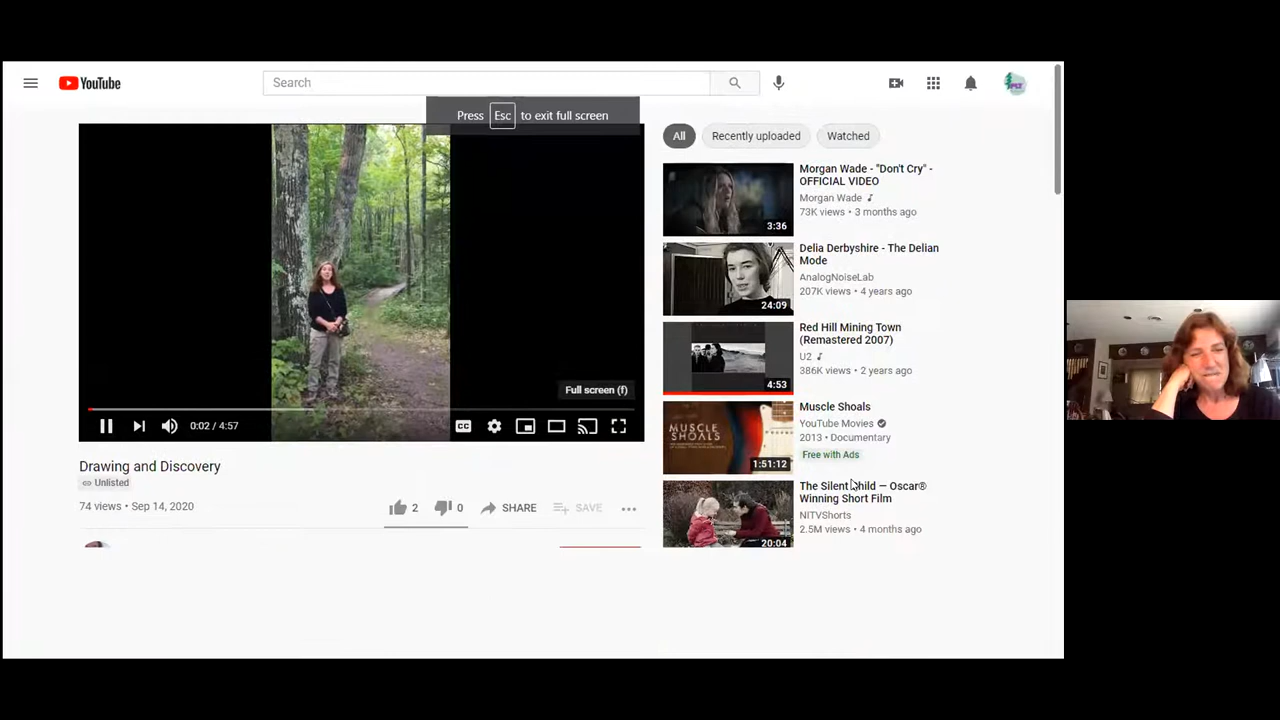 YouTube
Search
Press Esc to exit full screen
Full screen (f)
0:02 / 4:57
CC
Drawing and Discovery
Unlisted
74 views • Sep 14, 2020
2
0
SHARE
SAVE
All
Recently uploaded
Watched
3:36
Morgan Wade - "Don't Cry" -
OFFICIAL VIDEO
Morgan Wade
73K views • 3 months ago
24:09
Delia Derbyshire - The Delian
Mode
AnalogNoiseLab
207K views • 4 years ago
4:53
Red Hill Mining Town
(Remastered 2007)
U2
386K views • 2 years ago
MUSCLE
SHOALS
1:51:12
Muscle Shoals
YouTube Movies
2013 • Documentary
Free with Ads
20:04
The Silent Child — Oscar®
Winning Short Film
NITVShorts
2.5M views • 4 months ago